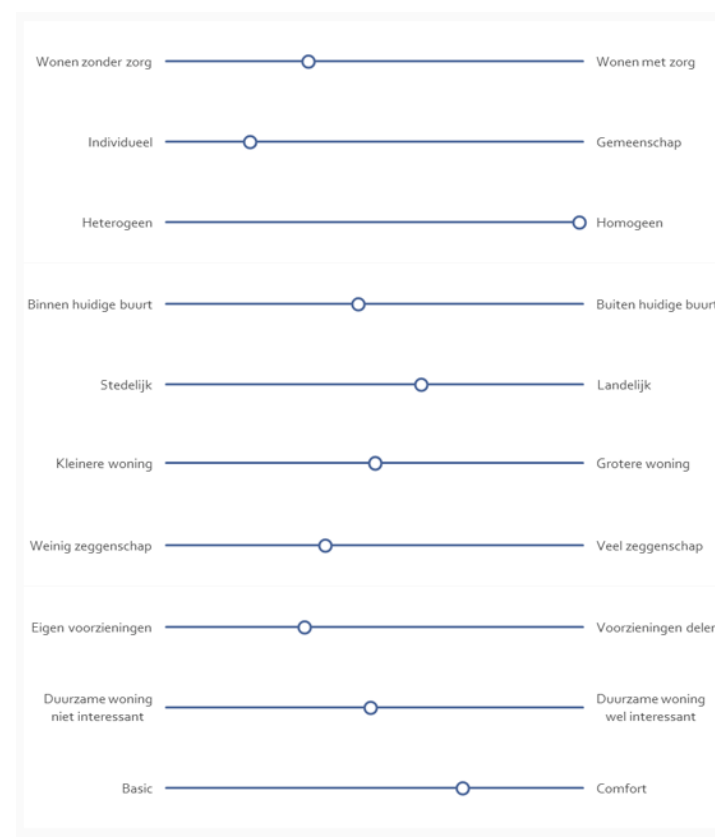 Wonen zonder zorg Wonen met zorg
Individueel Gemeenschap
Heterogeen Homogeen
Binnen huidige buurt Buiten huidige buurt
Stedelijk Landelijk
Kleinere woning Grotere woning
Weinig zeggenschap Veel zeggenschap
Eigen voorzieningen Voorzieningen delen
Duurzame woning Duurzame woning
niet interessant wel interessant
Basic Comfort